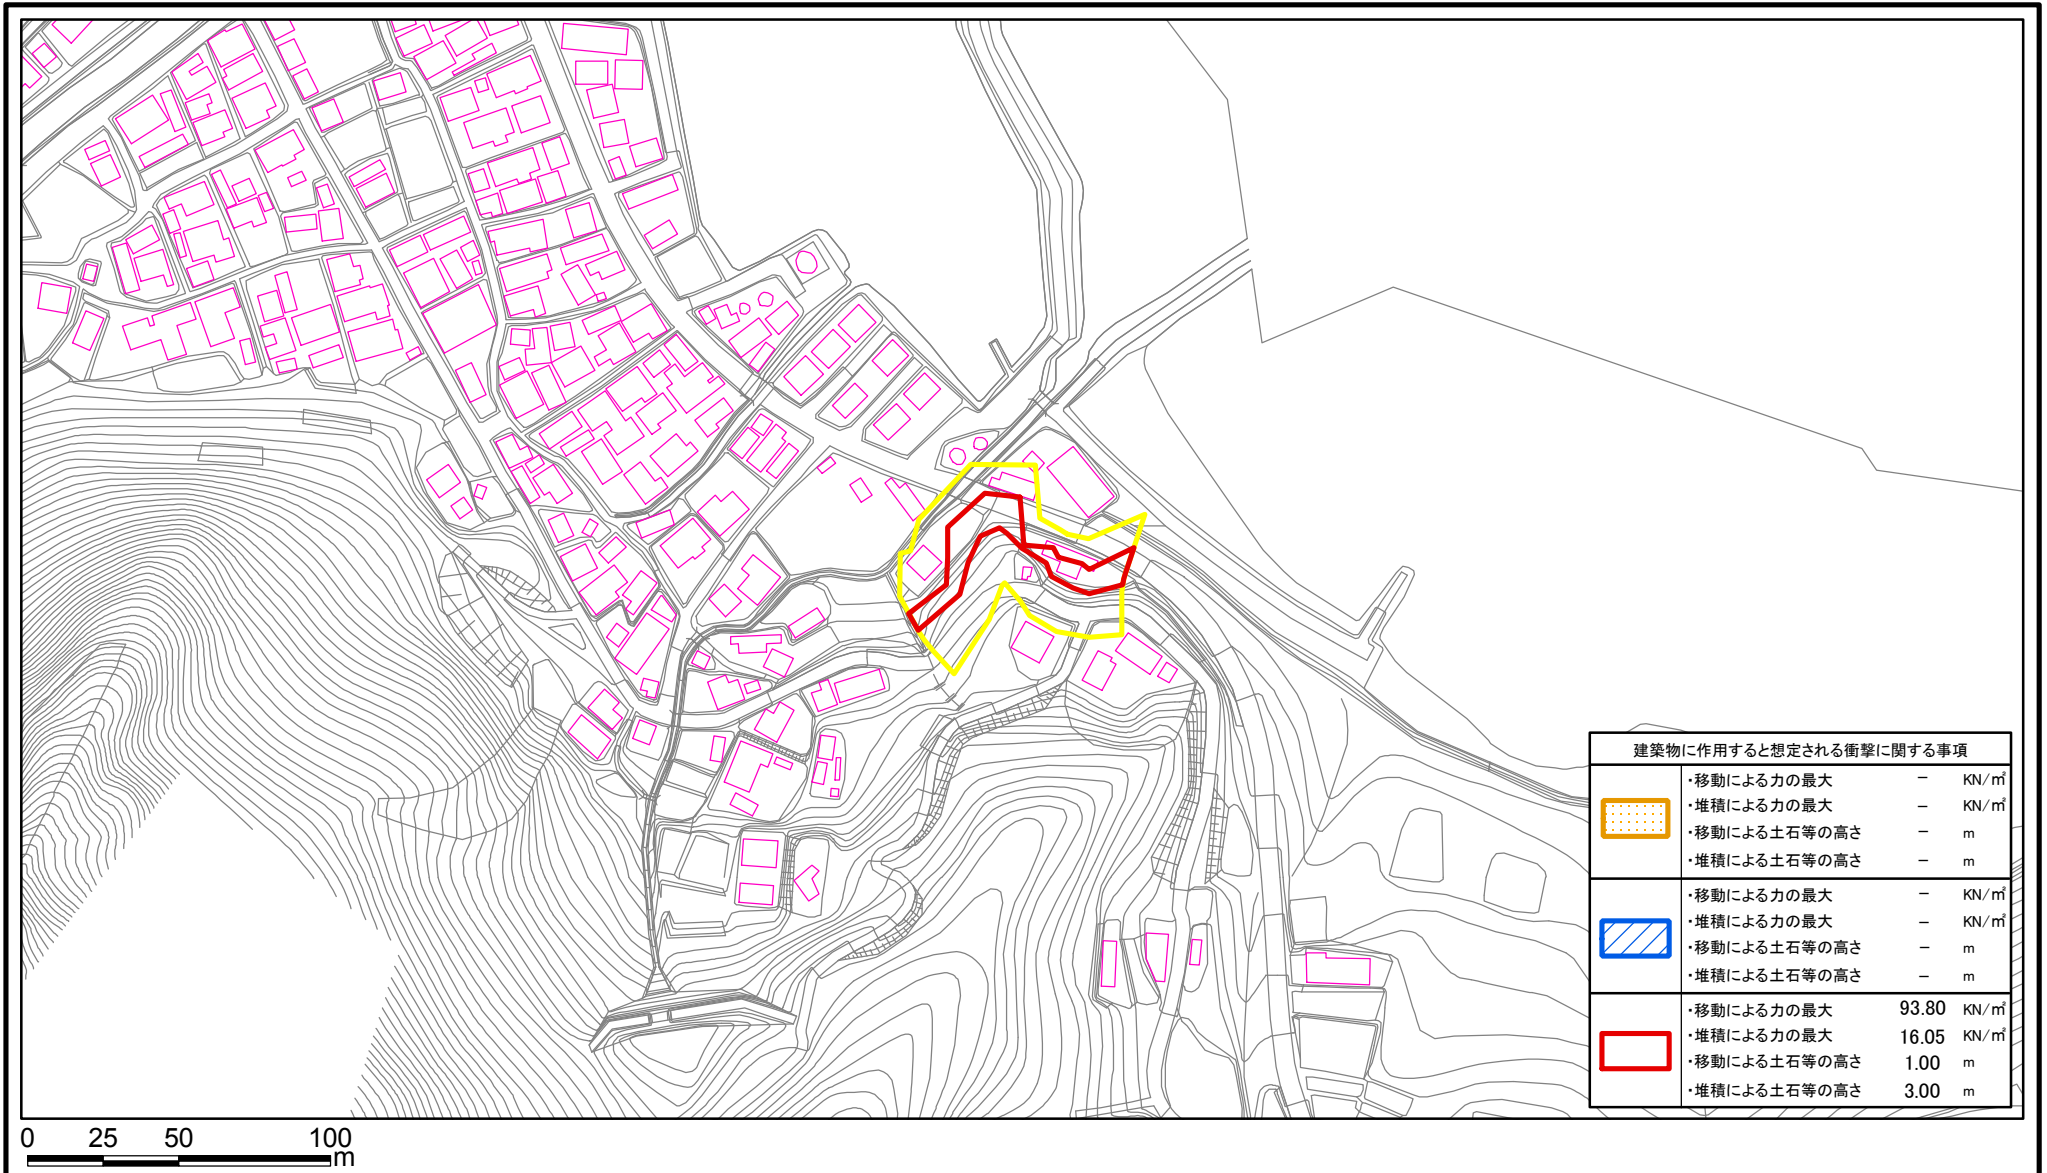 建築物に作用すると想定される衝撃に関する事項
・移動による力の最大 － KN/㎡
・堆積による力の最大 － KN/㎡
・移動による土石等の高さ － m
・堆積による土石等の高さ － m
・移動による力の最大 － KN/㎡
・堆積による力の最大 － KN/㎡
・移動による土石等の高さ － m
・堆積による土石等の高さ － m
・移動による力の最大 93.80 KN/㎡
・堆積による力の最大 16.05 KN/㎡
・移動による土石等の高さ 1.00 m
・堆積による土石等の高さ 3.00 m
0 25 50 100
m